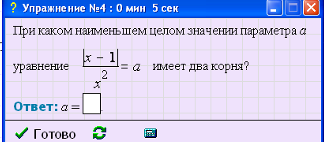 Упражнение №4 : 0 мин 5 сек
При каком наименьшем целом значении параметра a
уравнение |x − 1| / x² = a имеет два корня?
Ответ: a =
Готово